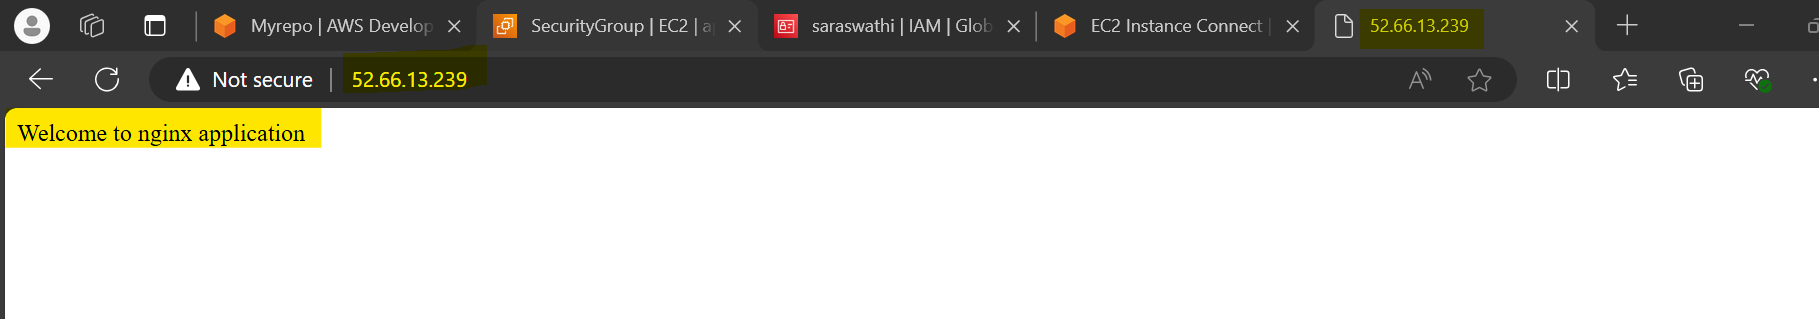 Myrepo | AWS Develop
SecurityGroup | EC2 | a
saraswathi | IAM | Glob
EC2 Instance Connect |
52.66.13.239
Not secure
52.66.13.239
Welcome to nginx application